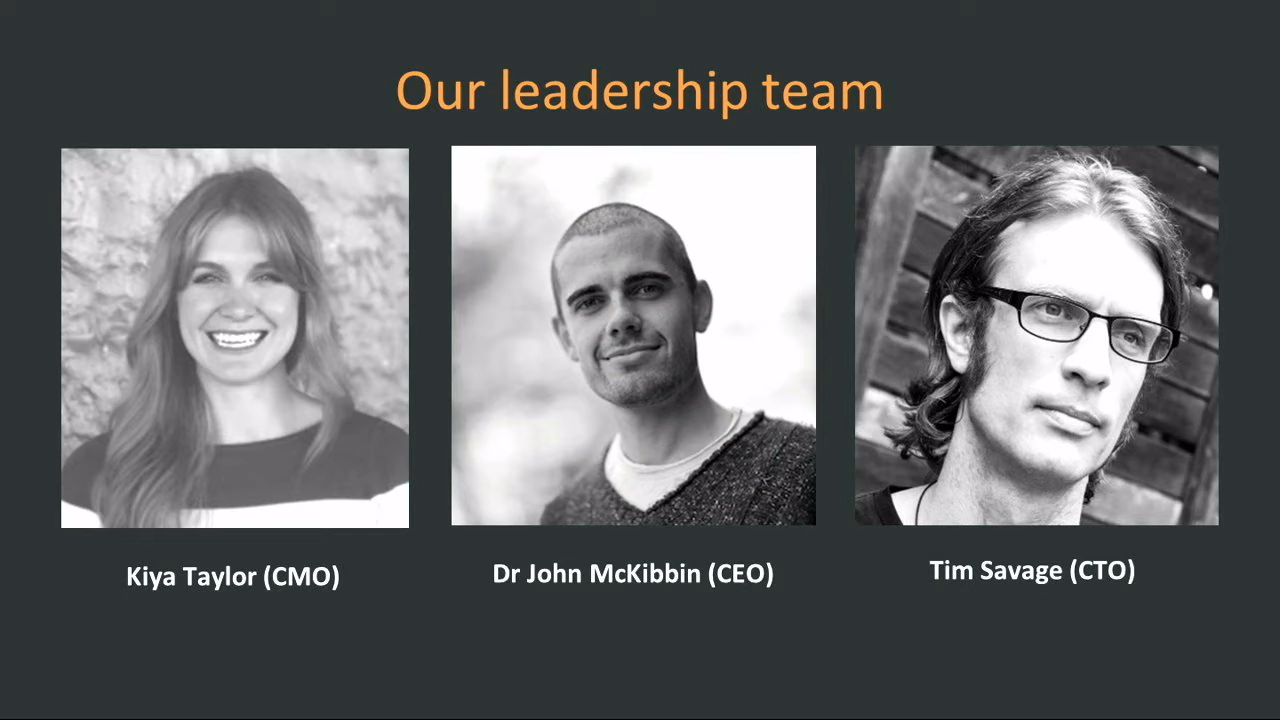 Our leadership team
Kiya Taylor (CMO)
Dr John McKibbin (CEO)
Tim Savage (CTO)